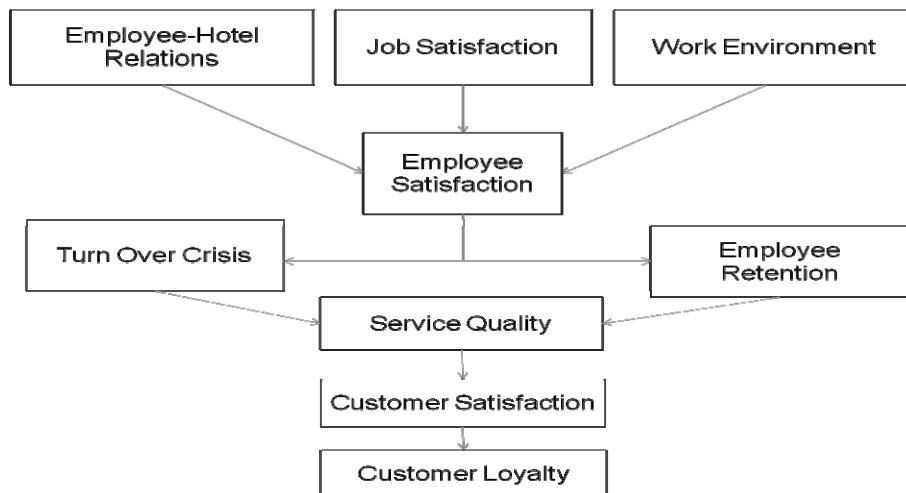 Employee-Hotel
Relations
Job Satisfaction
Work Environment
Employee
Satisfaction
Turn Over Crisis
Employee
Retention
Service Quality
Customer Satisfaction
Customer Loyalty